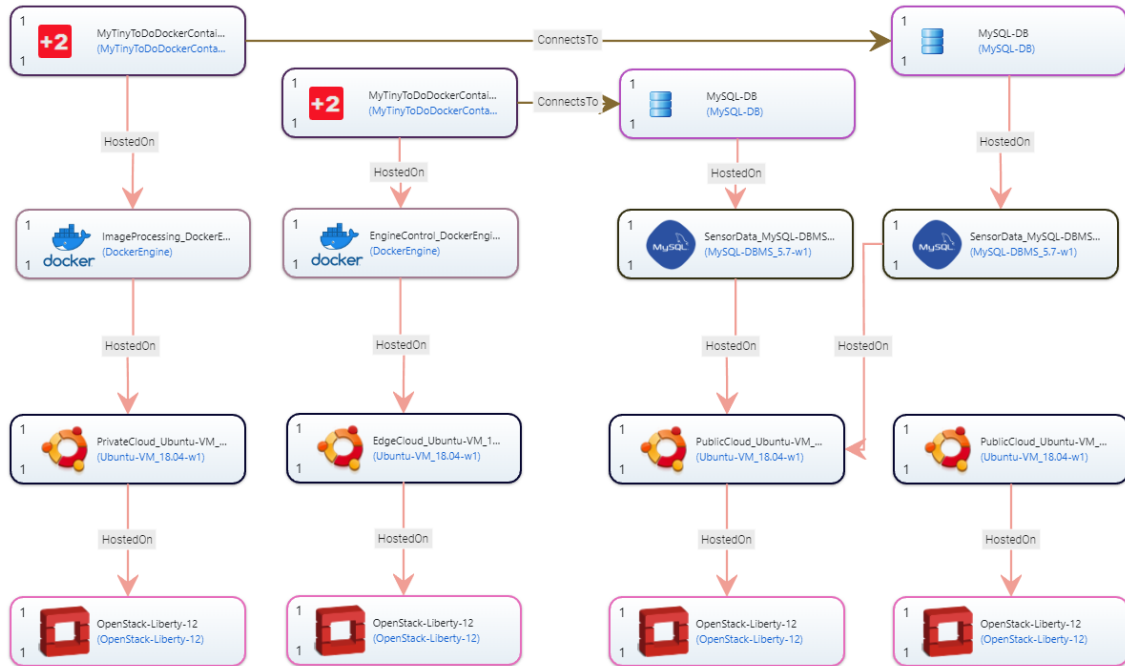 1
+2
MyTinyToDoDockerContai...
(MyTinyToDoDockerConta...
1
ConnectsTo
1
MySQL-DB
(MySQL-DB)
1
1
+2
MyTinyToDoDockerContai...
(MyTinyToDoDockerConta...
1
ConnectsTo
1
MySQL-DB
(MySQL-DB)
1
HostedOn
HostedOn
HostedOn
HostedOn
1
docker
ImageProcessing_DockerE...
(DockerEngine)
1
1
docker
EngineControl_DockerEngi...
(DockerEngine)
1
1
MySQL
SensorData_MySQL-DBMS...
(MySQL-DBMS_5.7-w1)
1
1
MySQL
SensorData_MySQL-DBMS...
(MySQL-DBMS_5.7-w1)
1
HostedOn
HostedOn
HostedOn
HostedOn
1
PrivateCloud_Ubuntu-VM_...
(Ubuntu-VM_18.04-w1)
1
1
EdgeCloud_Ubuntu-VM_1...
(Ubuntu-VM_18.04-w1)
1
1
PublicCloud_Ubuntu-VM_...
(Ubuntu-VM_18.04-w1)
1
1
PublicCloud_Ubuntu-VM_...
(Ubuntu-VM_18.04-w1)
1
HostedOn
HostedOn
HostedOn
HostedOn
1
OpenStack-Liberty-12
(OpenStack-Liberty-12)
1
1
OpenStack-Liberty-12
(OpenStack-Liberty-12)
1
1
OpenStack-Liberty-12
(OpenStack-Liberty-12)
1
1
OpenStack-Liberty-12
(OpenStack-Liberty-12)
1